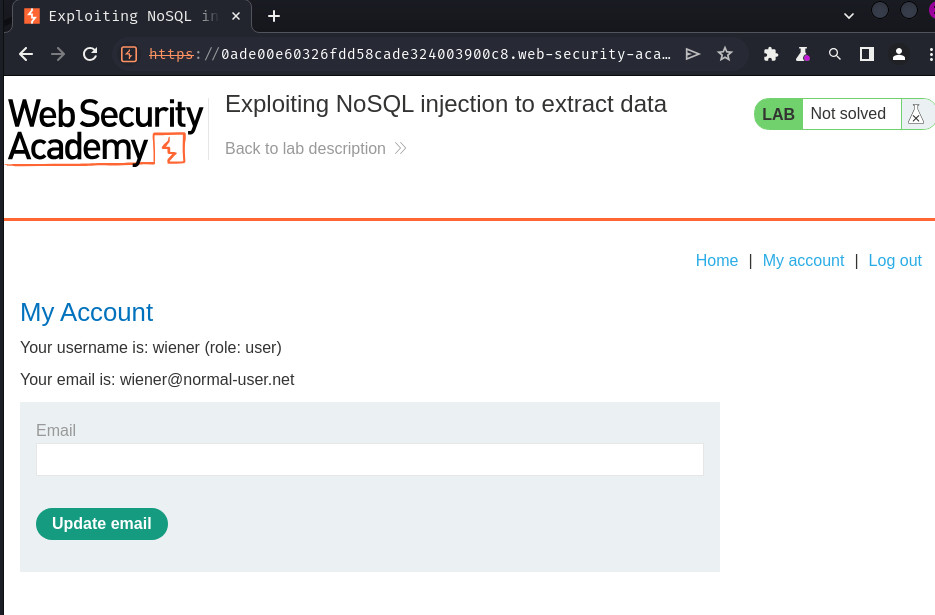 Exploiting NoSQL in
https://0ade00e60326fdd58cade324003900c8.web-security-aca…
Web Security
Academy
Exploiting NoSQL injection to extract data
Back to lab description
LAB Not solved
Home | My account | Log out
My Account
Your username is: wiener (role: user)
Your email is: wiener@normal-user.net
Email
Update email